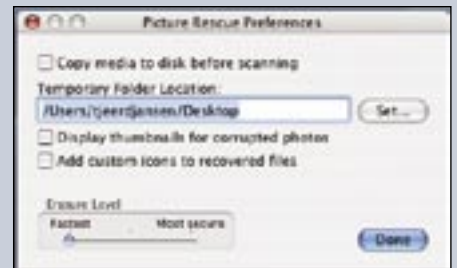 Picture Rescue Preferences
Copy media to disk before scanning
Temporary Folder Location:
/Users/tjeerdjansen/Desktop
Set...
Display thumbnails for corrupted photos
Add custom icons to recovered files
Erasure Level
Fastest Most secure
Done